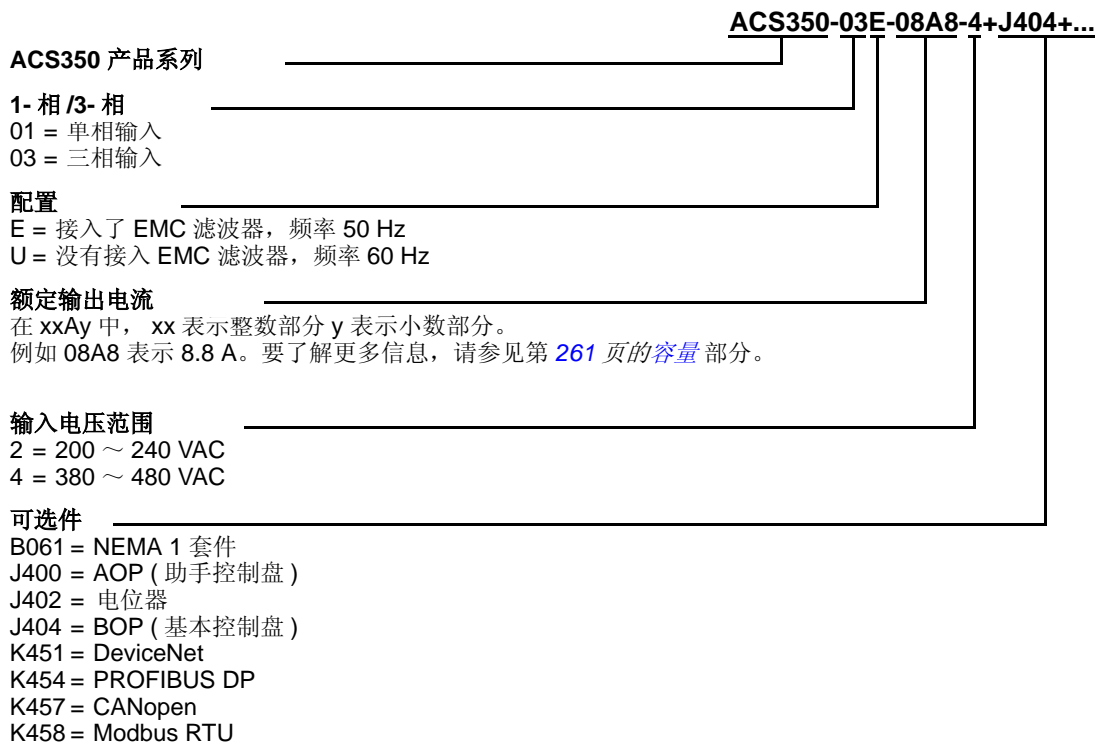 ACS350-03E-08A8-4+J404+...
ACS350 产品系列
1- 相 /3- 相
01 = 单相输入
03 = 三相输入
配置
E = 接入了 EMC 滤波器，频率 50 Hz
U = 没有接入 EMC 滤波器，频率 60 Hz
额定输出电流
在 xxAy 中， xx 表示整数部分 y 表示小数部分。
例如 08A8 表示 8.8 A。要了解更多信息，请参见第 261 页的容量 部分。
输入电压范围
2 = 200 ～ 240 VAC
4 = 380 ～ 480 VAC
可选件
B061 = NEMA 1 套件
J400 = AOP ( 助手控制盘 )
J402 = 电位器
J404 = BOP ( 基本控制盘 )
K451 = DeviceNet
K454 = PROFIBUS DP
K457 = CANopen
K458 = Modbus RTU